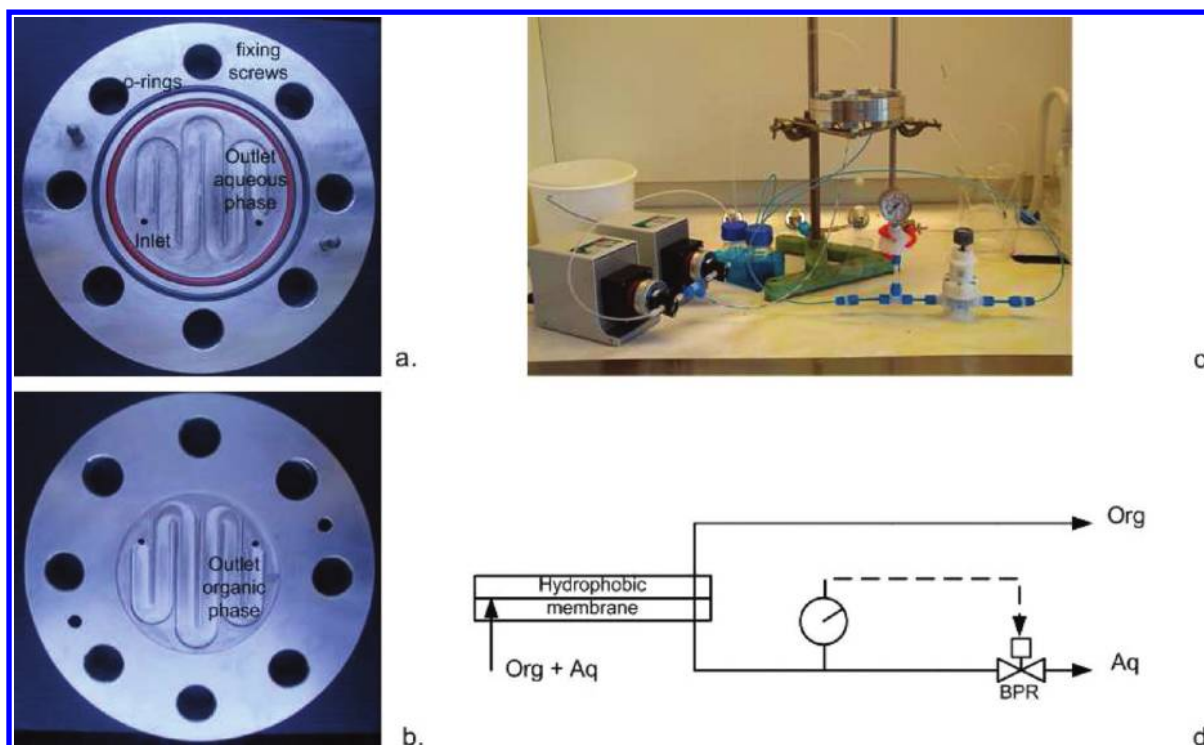 fixing
screws
o-rings
Outlet
aqueous
phase
Inlet
a.
c
Outlet
organic
phase
b.
Org
Hydrophobic
membrane
Org + Aq
Aq
BPR
d